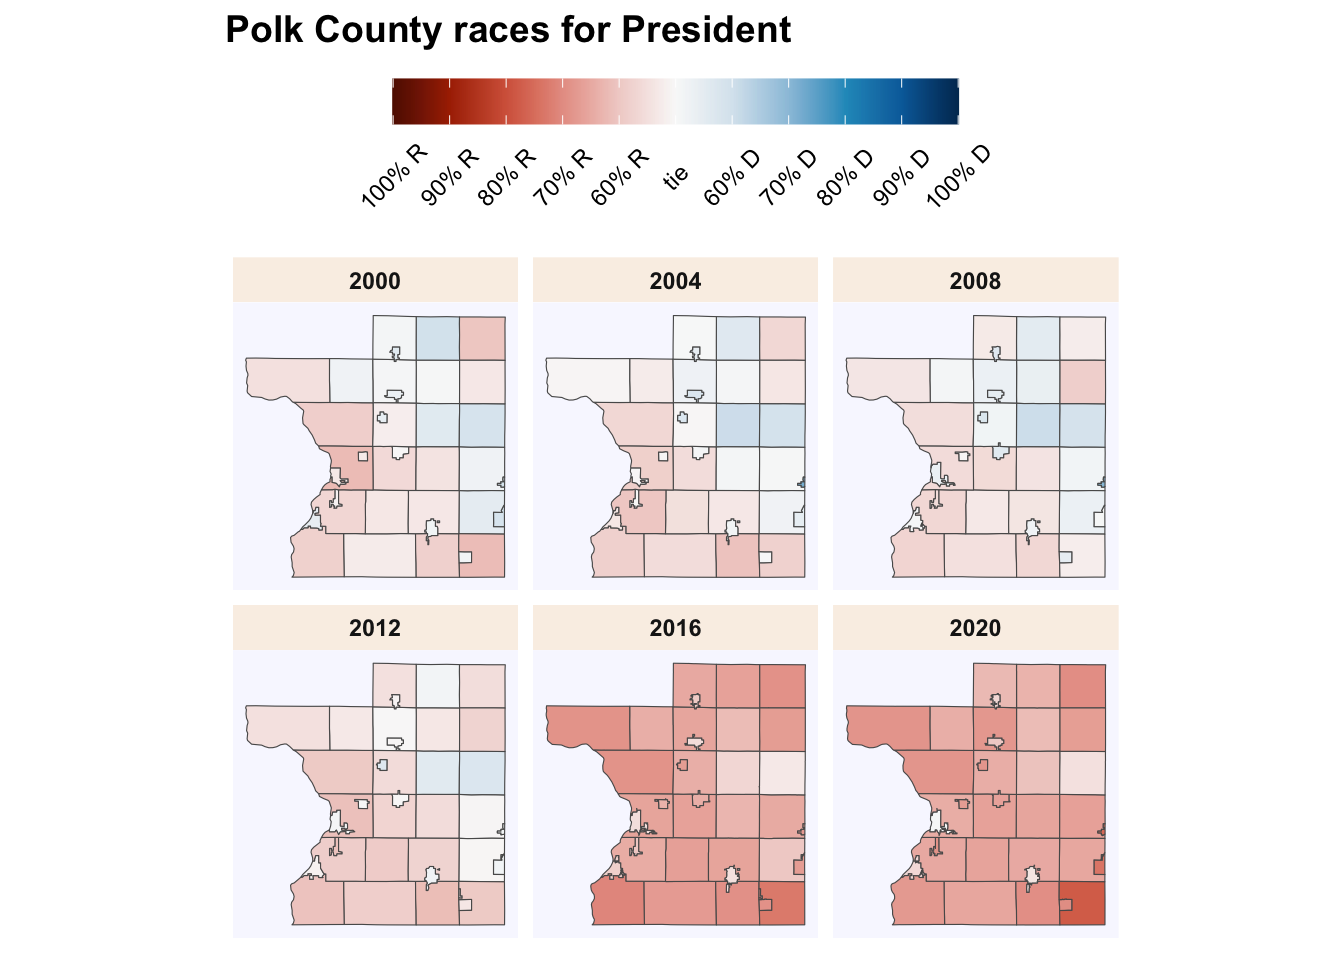 Polk County races for President
100% R 90% R 80% R 70% R 60% R tie 60% D 70% D 80% D 90% D 100% D
2000 2004 2008
2012 2016 2020